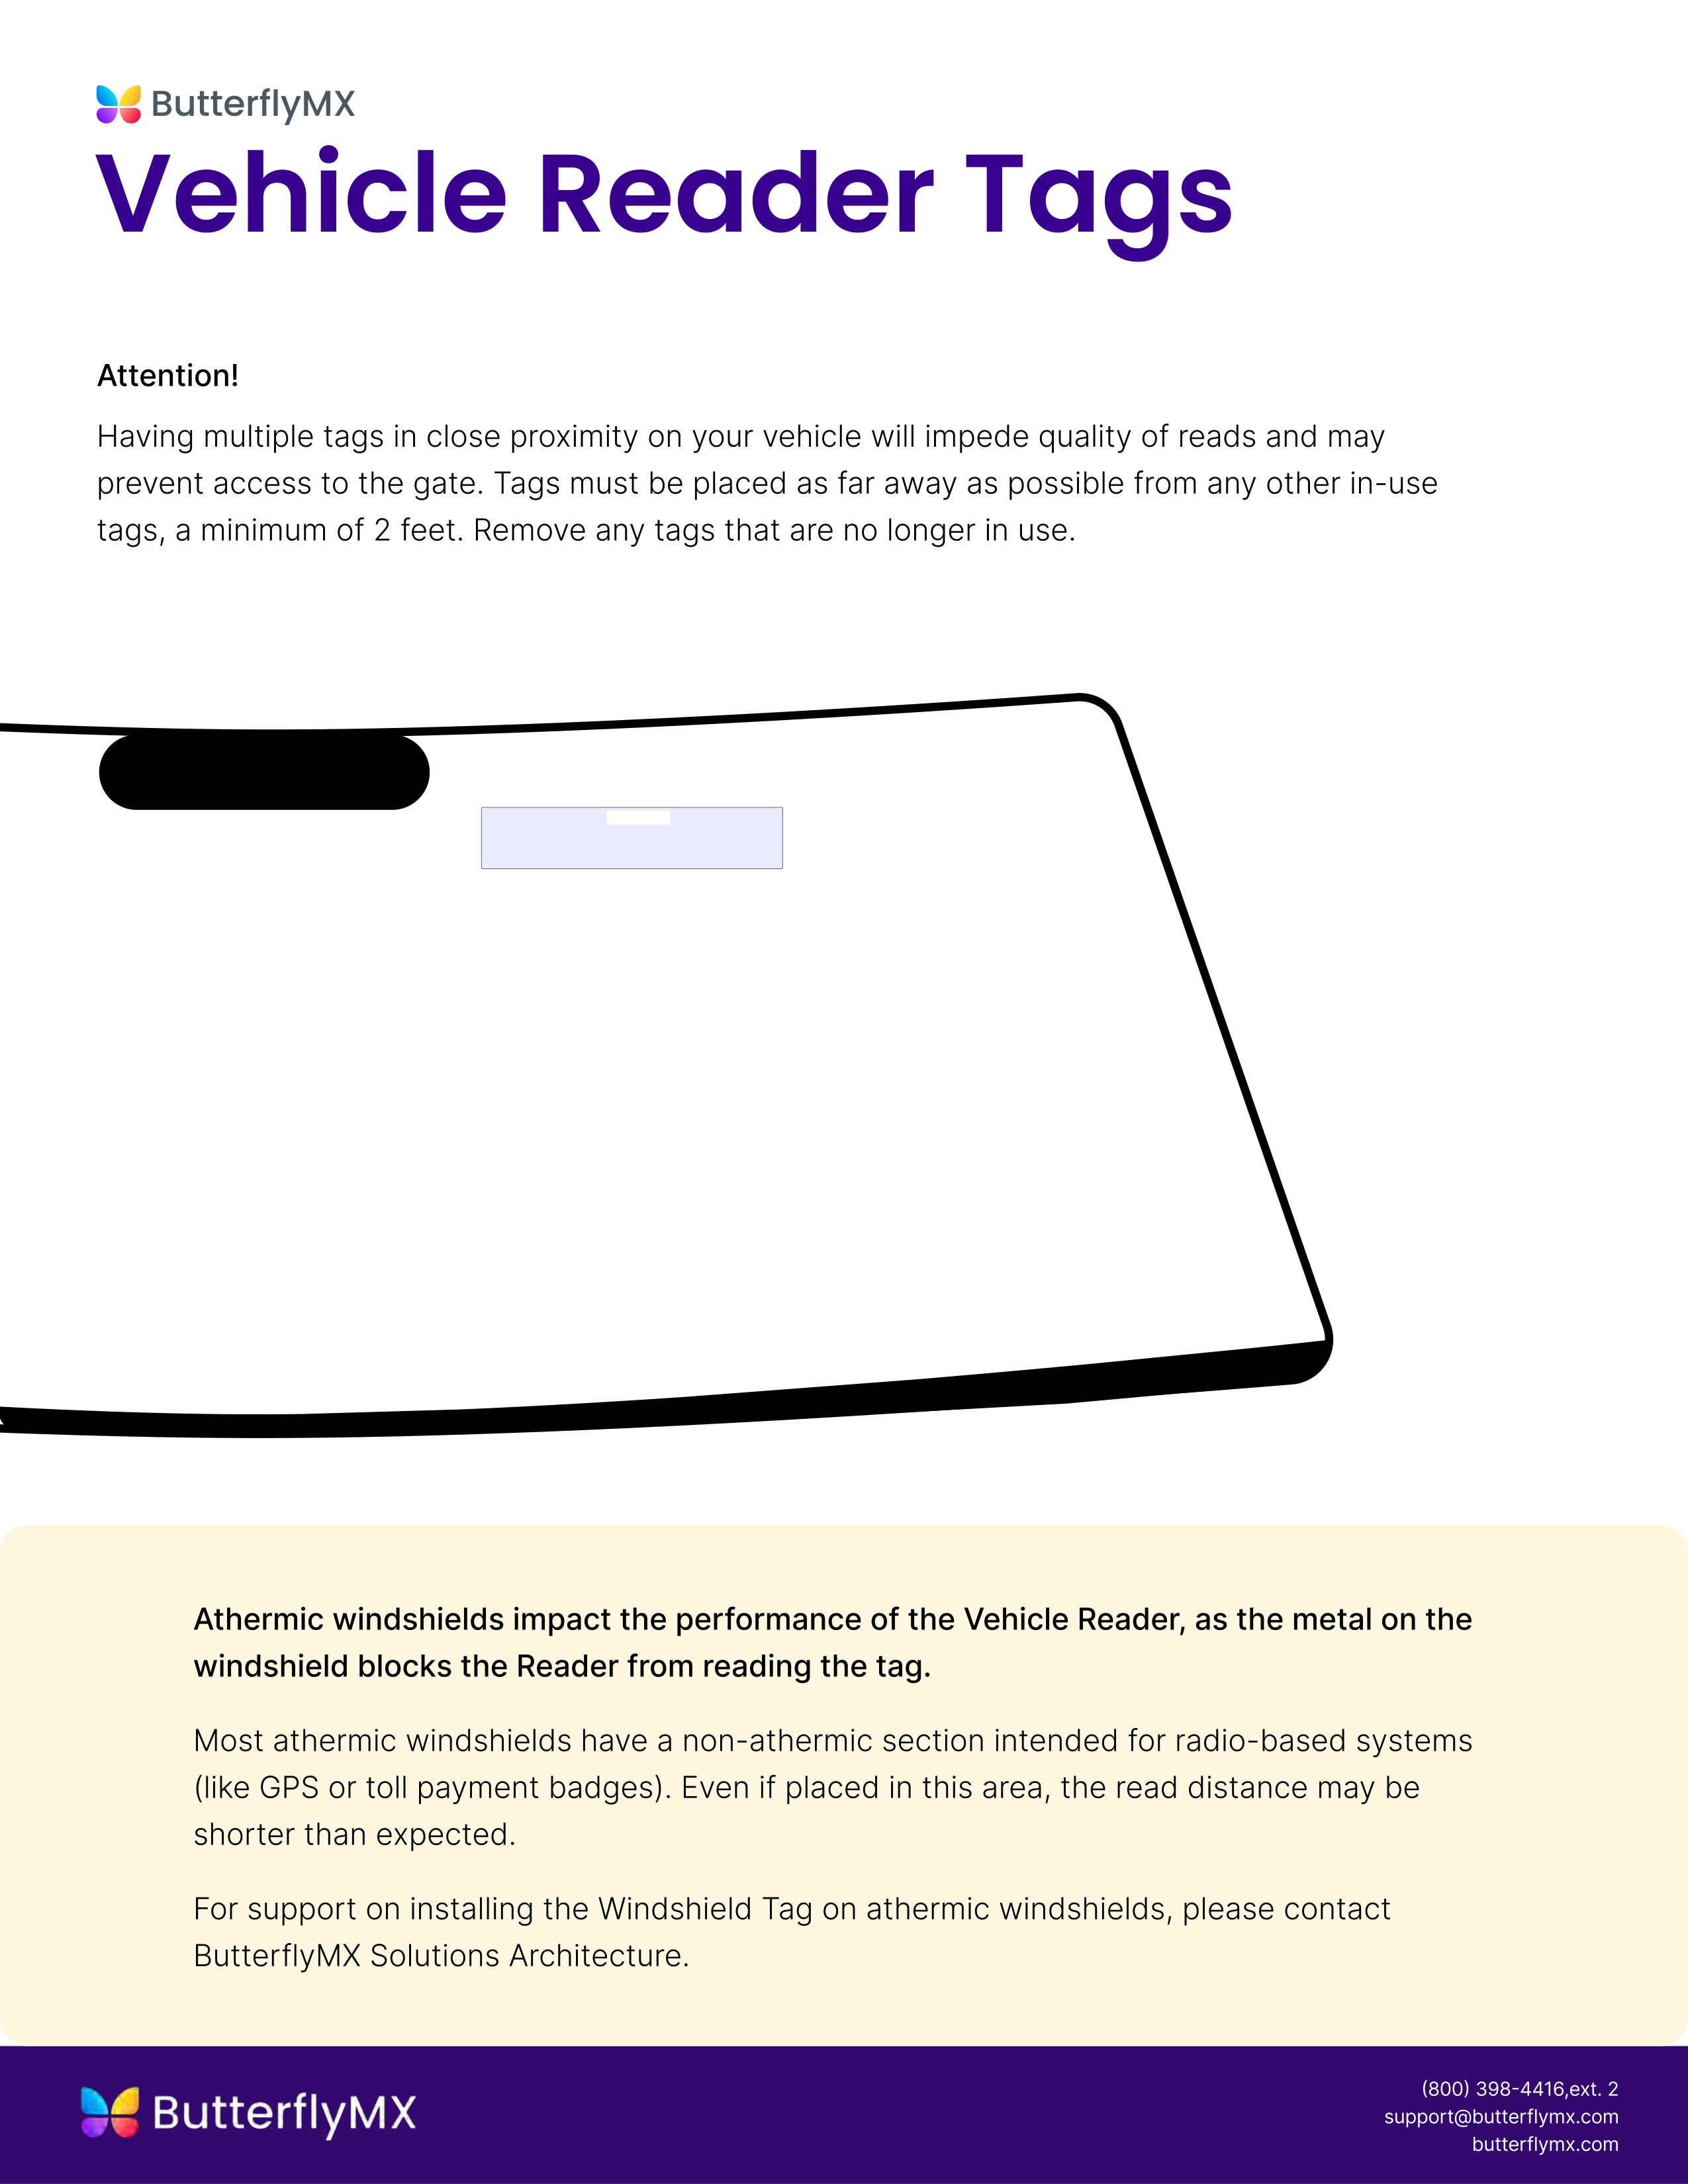 ButterflyMX
Vehicle Reader Tags
Attention!
Having multiple tags in close proximity on your vehicle will impede quality of reads and may
prevent access to the gate. Tags must be placed as far away as possible from any other in-use
tags, a minimum of 2 feet. Remove any tags that are no longer in use.
Athermic windshields impact the performance of the Vehicle Reader, as the metal on the
windshield blocks the Reader from reading the tag.
Most athermic windshields have a non-athermic section intended for radio-based systems
(like GPS or toll payment badges). Even if placed in this area, the read distance may be
shorter than expected.
For support on installing the Windshield Tag on athermic windshields, please contact
ButterflyMX Solutions Architecture.
ButterflyMX
(800) 398-4416,ext. 2
support@butterflymx.com
butterflymx.com